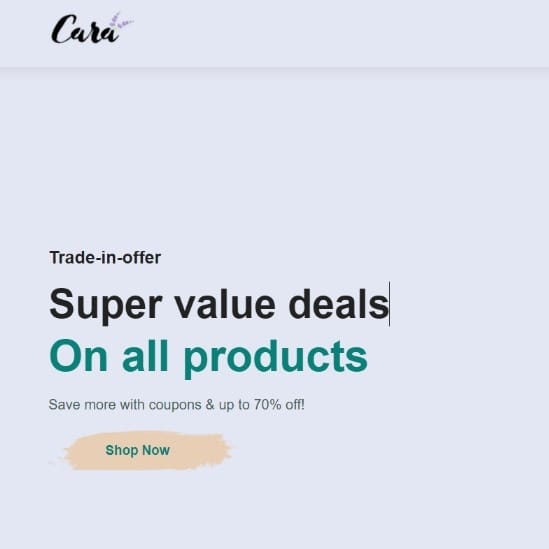 Cara
Trade-in-offer
Super value deals
On all products
Save more with coupons & up to 70% off!
Shop Now